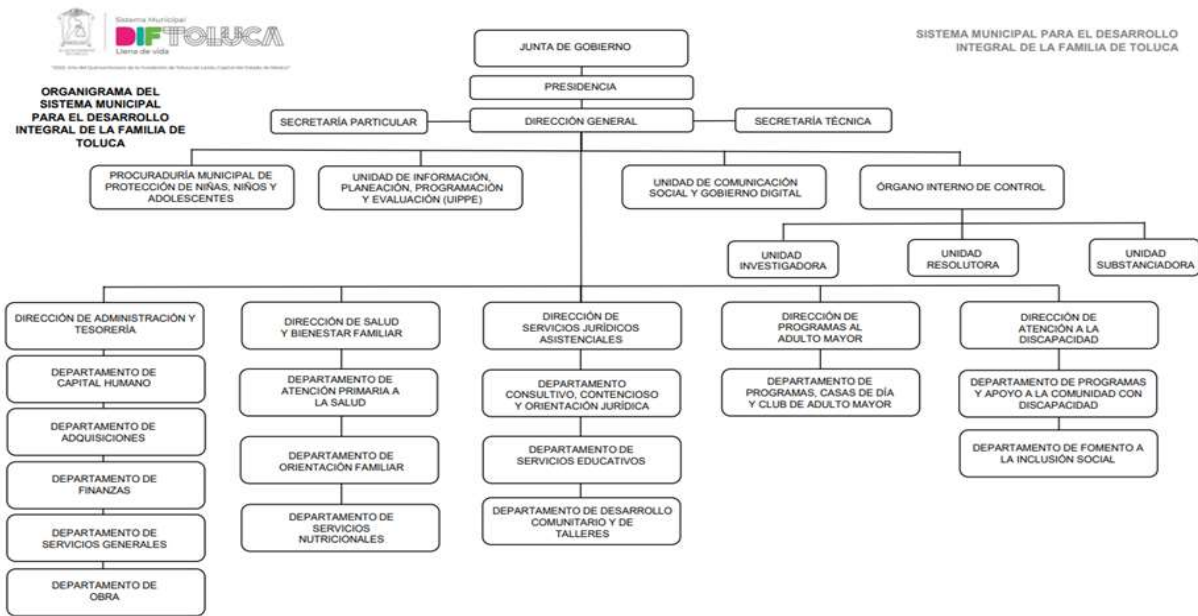 Sistema Municipal
DIF TOLUCA
Llena de vida
SISTEMA MUNICIPAL PARA EL DESARROLLO
INTEGRAL DE LA FAMILIA DE TOLUCA
ORGANIGRAMA DEL
SISTEMA MUNICIPAL
PARA EL DESARROLLO
INTEGRAL DE LA FAMILIA DE
TOLUCA
JUNTA DE GOBIERNO
PRESIDENCIA
SECRETARÍA PARTICULAR
DIRECCIÓN GENERAL
SECRETARÍA TÉCNICA
PROCURADURÍA MUNICIPAL DE
PROTECCIÓN DE NIÑAS, NIÑOS Y
ADOLESCENTES
UNIDAD DE INFORMACIÓN,
PLANEACIÓN, PROGRAMACIÓN
Y EVALUACIÓN (UIPPE)
UNIDAD DE COMUNICACIÓN
SOCIAL Y GOBIERNO DIGITAL
ÓRGANO INTERNO DE CONTROL
UNIDAD
INVESTIGADORA
UNIDAD
RESOLUTORA
UNIDAD
SUBSTANCIADORA
DIRECCIÓN DE ADMINISTRACIÓN Y
TESORERÍA
DEPARTAMENTO DE
CAPITAL HUMANO
DEPARTAMENTO DE
ADQUISICIONES
DEPARTAMENTO DE
FINANZAS
DEPARTAMENTO DE
SERVICIOS GENERALES
DEPARTAMENTO DE
OBRA
DIRECCIÓN DE SALUD
Y BIENESTAR FAMILIAR
DEPARTAMENTO DE
ATENCIÓN PRIMARIA A
LA SALUD
DEPARTAMENTO DE
ORIENTACIÓN FAMILIAR
DEPARTAMENTO DE
SERVICIOS
NUTRICIONALES
DIRECCIÓN DE
SERVICIOS JURÍDICOS
ASISTENCIALES
DEPARTAMENTO
CONSULTIVO, CONTENCIOSO
Y ORIENTACIÓN JURÍDICA
DEPARTAMENTO DE
SERVICIOS EDUCATIVOS
DEPARTAMENTO DE DESARROLLO
COMUNITARIO Y DE
TALLERES
DIRECCIÓN DE
PROGRAMAS AL
ADULTO MAYOR
DEPARTAMENTO DE
PROGRAMAS, CASAS DE DÍA
Y CLUB DE ADULTO MAYOR
DIRECCIÓN DE
ATENCIÓN A LA
DISCAPACIDAD
DEPARTAMENTO DE PROGRAMAS
Y APOYO A LA COMUNIDAD CON
DISCAPACIDAD
DEPARTAMENTO DE FOMENTO A
LA INCLUSIÓN SOCIAL